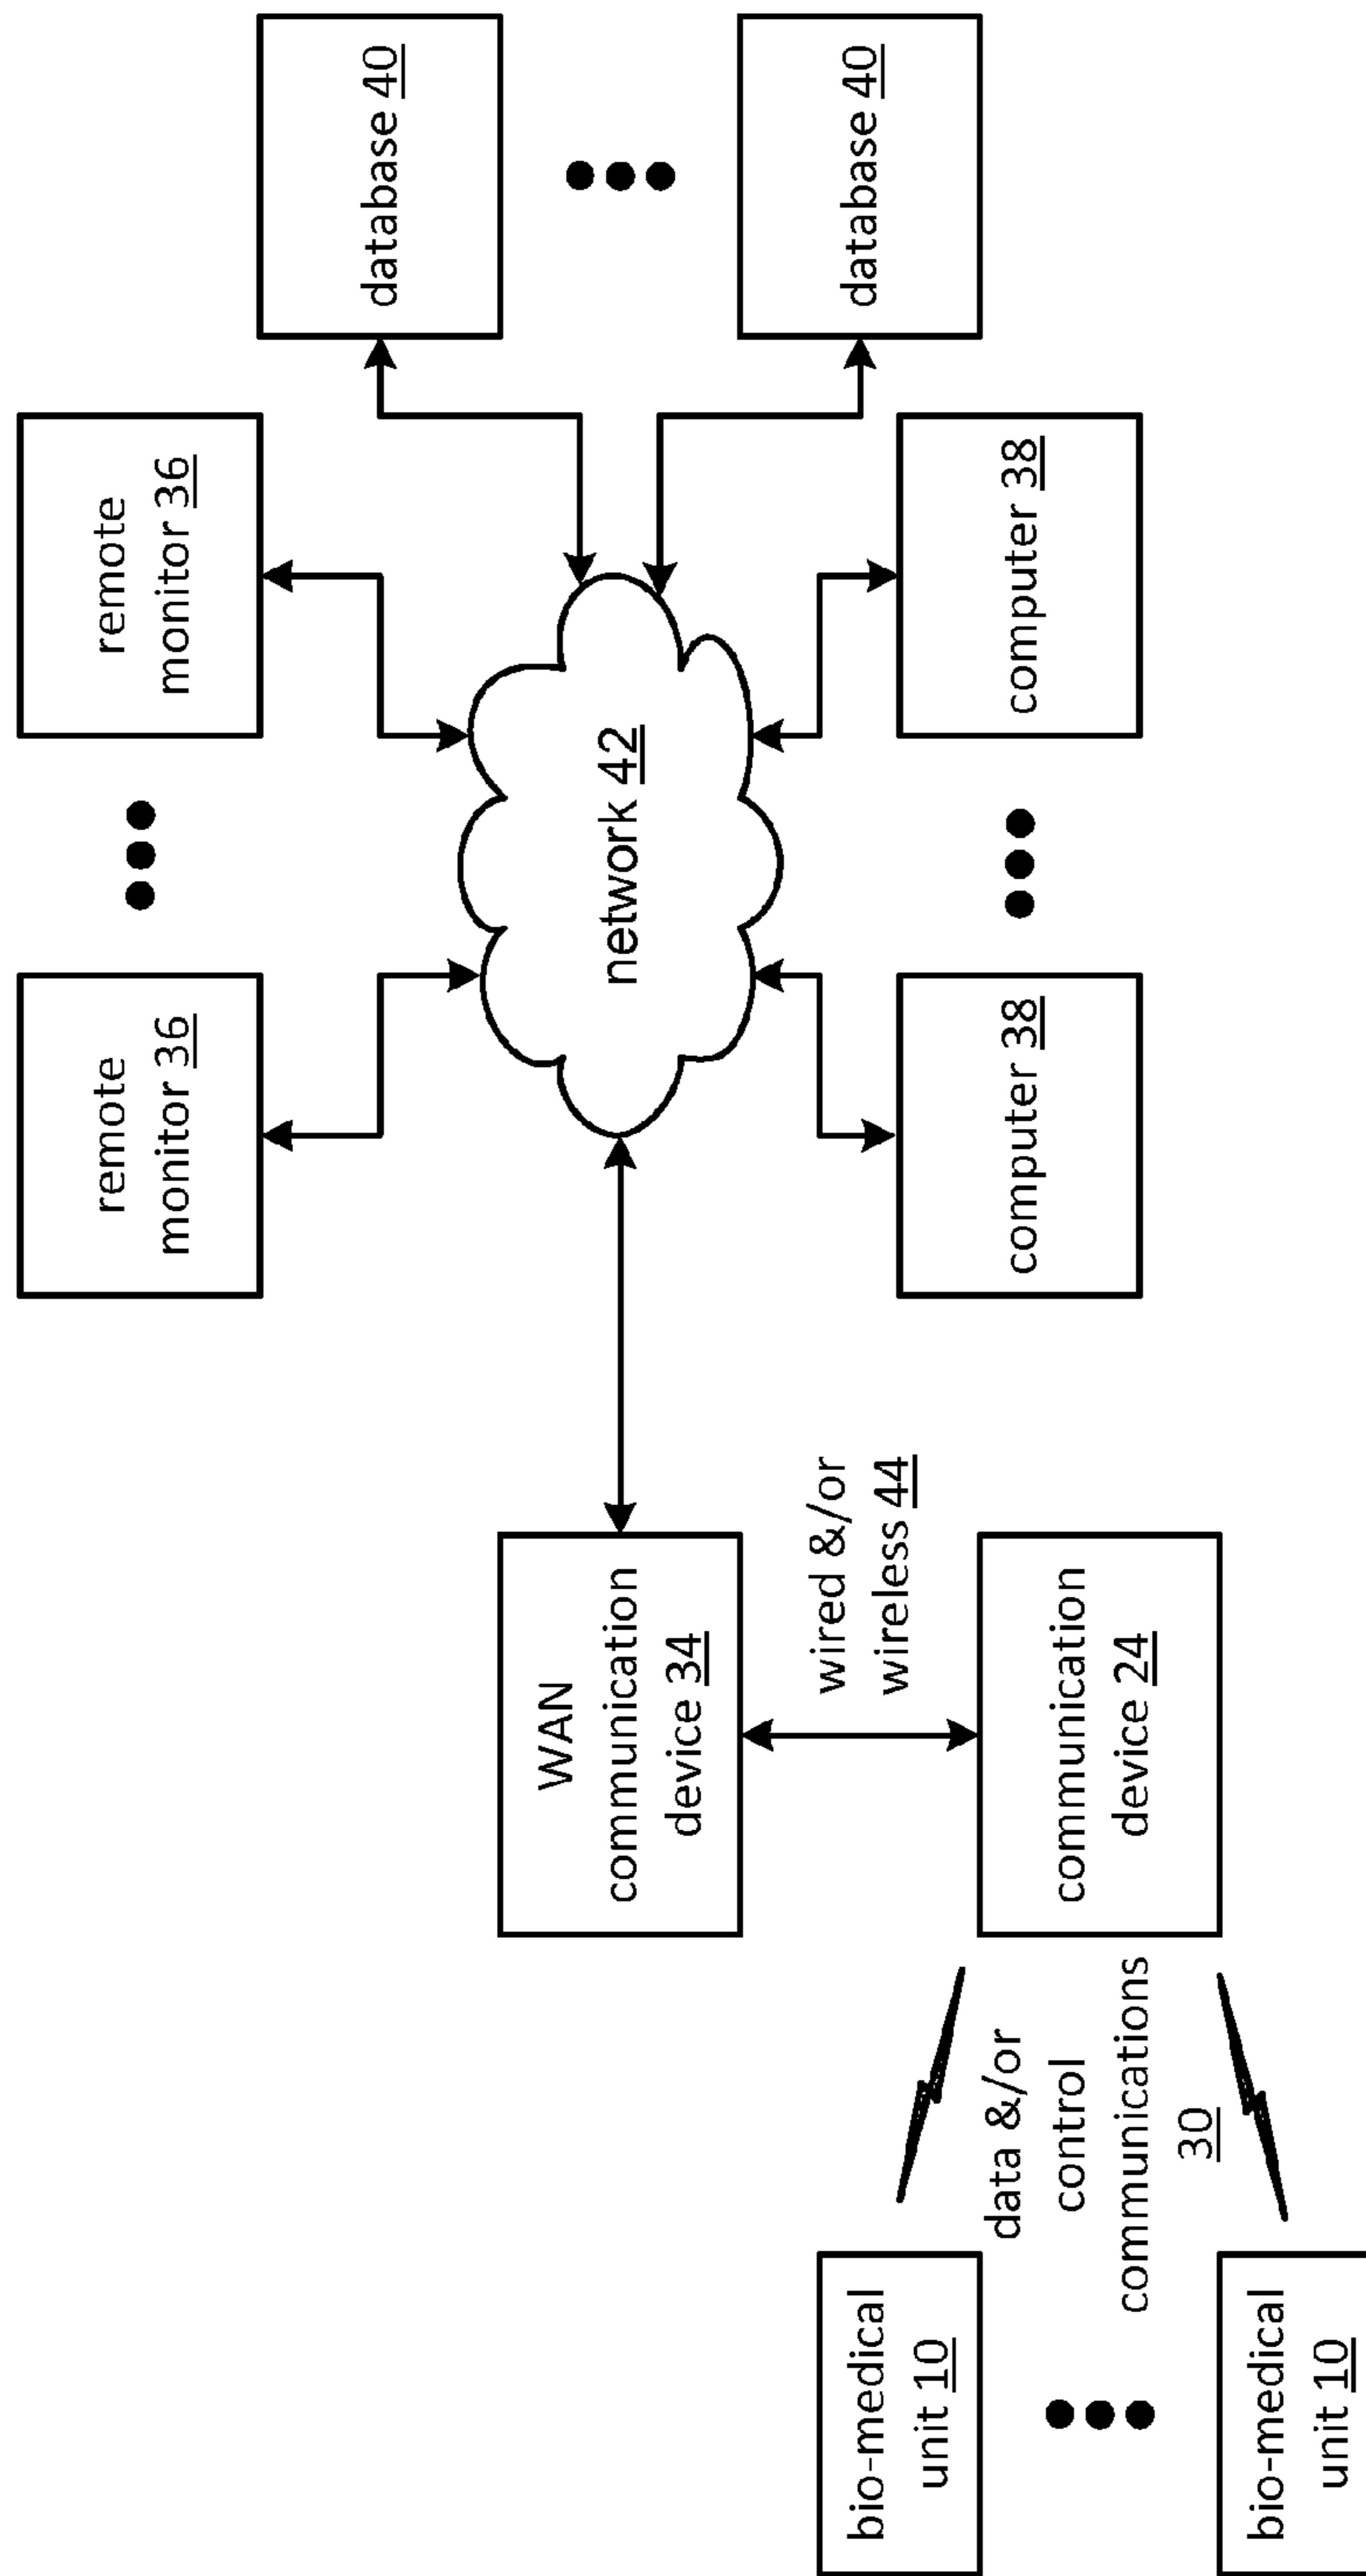 remote
monitor 36
remote
monitor 36
database 40
database 40
network 42
WAN
communication
device 34
wired &/or
wireless 44
computer 38
computer 38
communication
device 24
data &/or
control
communications
30
bio-medical
unit 10
bio-medical
unit 10